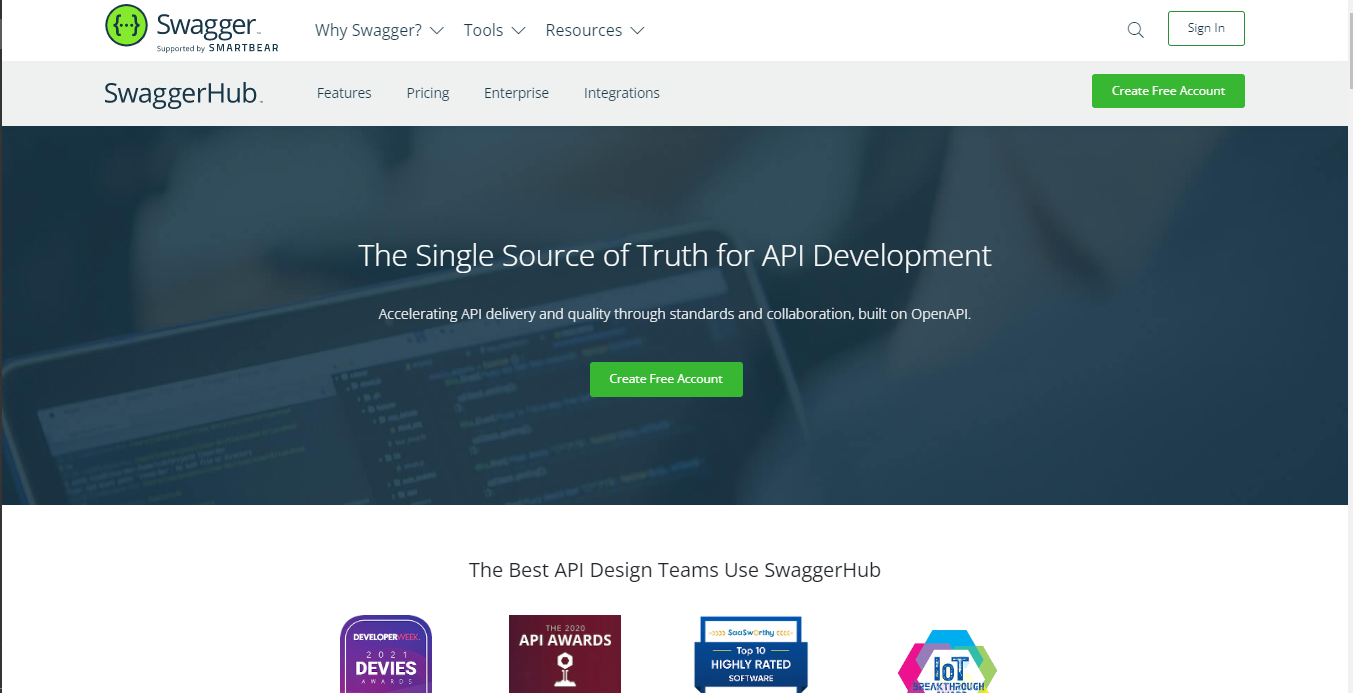 {···} Swagger™
Supported by SMARTBEAR
Why Swagger? Tools Resources
Sign In
SwaggerHub™
Features Pricing Enterprise Integrations
Create Free Account
The Single Source of Truth for API Development
Accelerating API delivery and quality through standards and collaboration, built on OpenAPI.
Create Free Account
The Best API Design Teams Use SwaggerHub
DEVELOPERWEEK
2021
DEVIES
AWARDS
THE 2020
API AWARDS
SaaSworthy
Top 10
HIGHLY RATED
SOFTWARE
IoT
BREAKTHROUGH